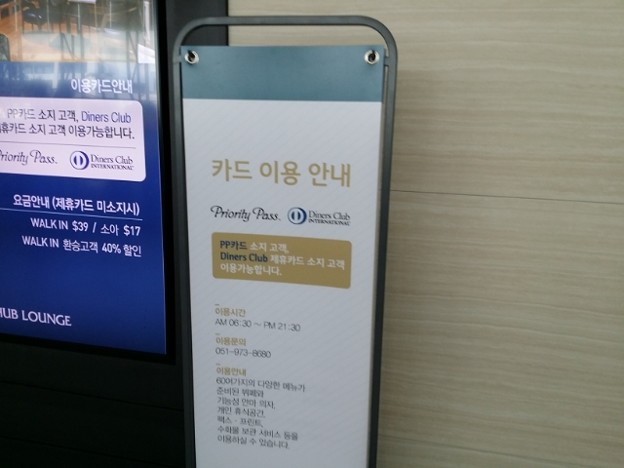 이용카드안내
PP카드 소지 고객, Diners Club
제휴카드 소지 고객 이용가능합니다.
Priority Pass. Diners Club
INTERNATIONAL
요금안내 (제휴카드 미소지시)
WALK IN $39 / 소아 $17
WALK IN 환승고객 40% 할인
HUB LOUNGE
카드 이용 안내
Priority Pass. Diners Club
INTERNATIONAL
PP카드 소지 고객,
Diners Club 제휴카드 소지 고객
이용가능합니다.
이용시간
AM 06:30 ~ PM 21:30
이용문의
051-973-8680
이용안내
60여가지의 다양한 메뉴가
준비된 뷔페와
기능성 안마 의자,
개인 휴식공간,
팩스 · 프린트,
수화물 보관 서비스 등을
이용하실 수 있습니다.